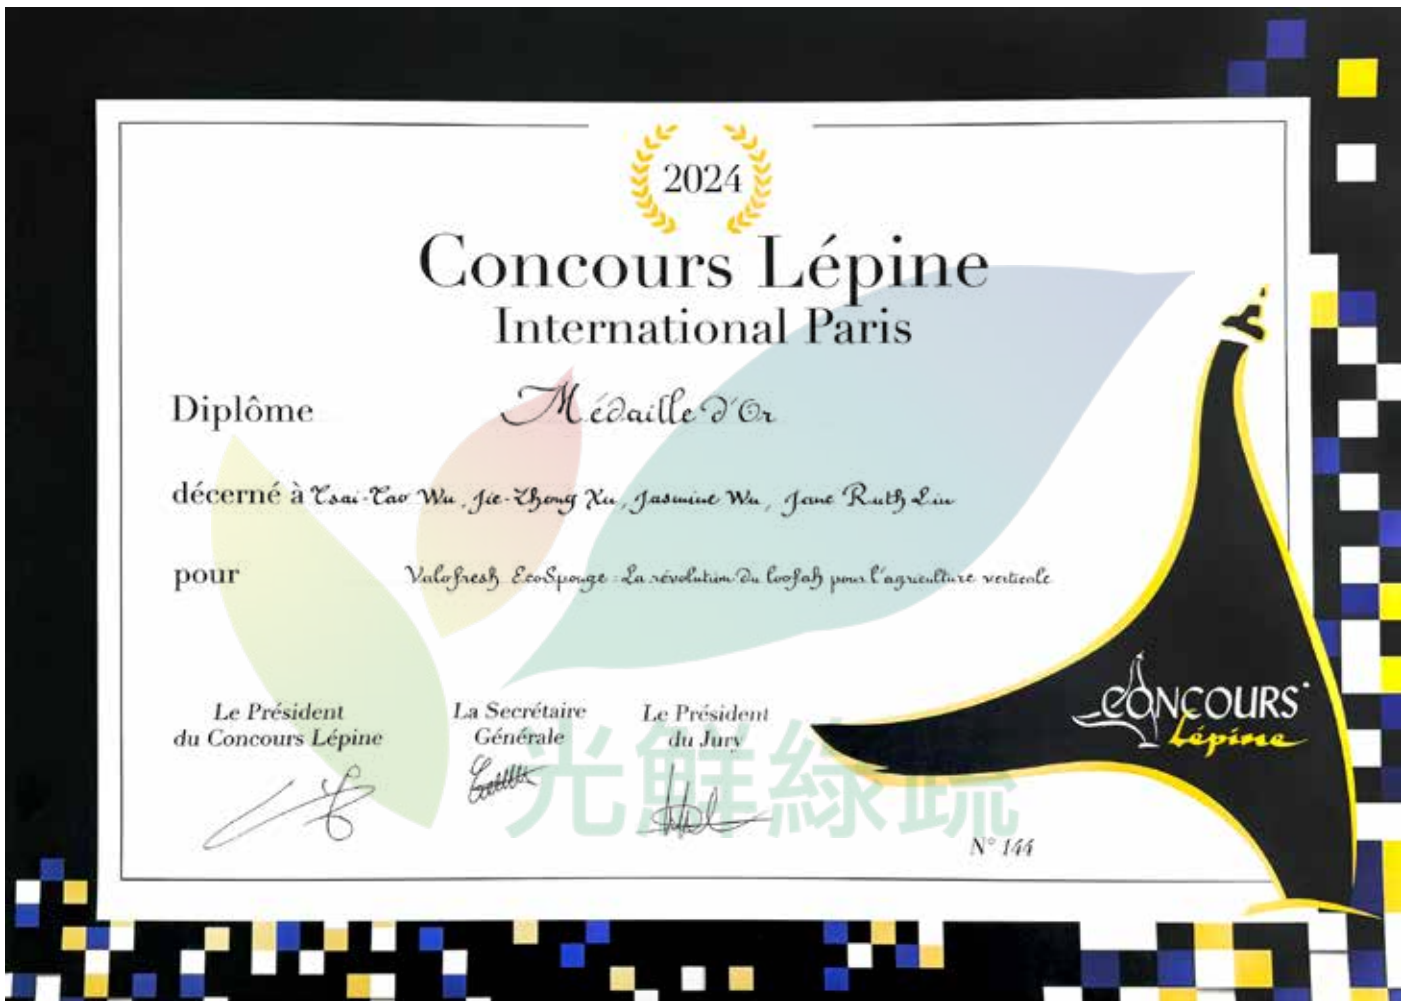 2024
Concours Lépine
International Paris
Diplôme Médaille d'Or
décerné à Tsai-Tao Wu, Jie-Zhong Xu, Jasmine Wu, Jane Ruth Liu
pour Valofresh EcoSponge : La révolution du loofah pour l'agriculture verticale
Le Président
du Concours Lépine
La Secrétaire
Générale
Le Président
du Jury
CONCOURS
Lépine
光鮮綠蔬
N° 144